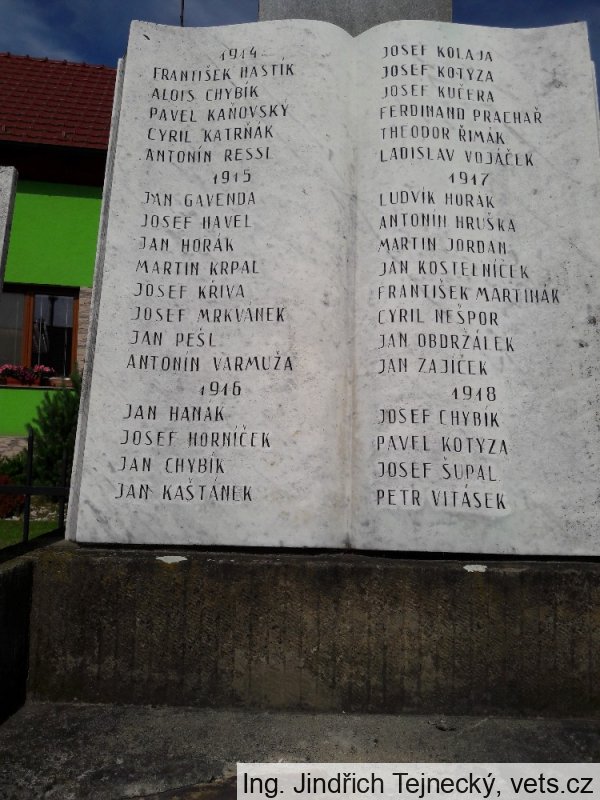 1914
FRANTIŠEK HASTÍK
ALOIS CHYBÍK
PAVEL KAŇOVSKÝ
CYRIL KATRŇÁK
ANTONÍN RESSL
1915
JAN GAVENDA
JOSEF HAVEL
JAN HORÁK
MARTIN KRPAL
JOSEF KŘIVA
JOSEF MRKVÁNEK
JAN PEŠL
ANTONÍN VARMUŽA
1916
JAN HANÁK
JOSEF HORNÍČEK
JAN CHYBÍK
JAN KAŠTÁNEK
JOSEF KOLAJA
JOSEF KOTYZA
JOSEF KUČERA
FERDINAND PRACHAŘ
THEODOR ŘIMÁK
LADISLAV VOJÁČEK
1917
LUDVÍK HORÁK
ANTONÍN HRUŠKA
MARTIN JORDAN
JAN KOSTELNÍČEK
FRANTIŠEK MARTINÁK
CYRIL NEŠPOR
JAN OBDRŽÁLEK
JAN ZAJÍČEK
1918
JOSEF CHYBIK
PAVEL KOTYZA
JOSEF ŠUPAL
PETR VITÁSEK
Ing. Jindřich Tejnecký, vets.cz